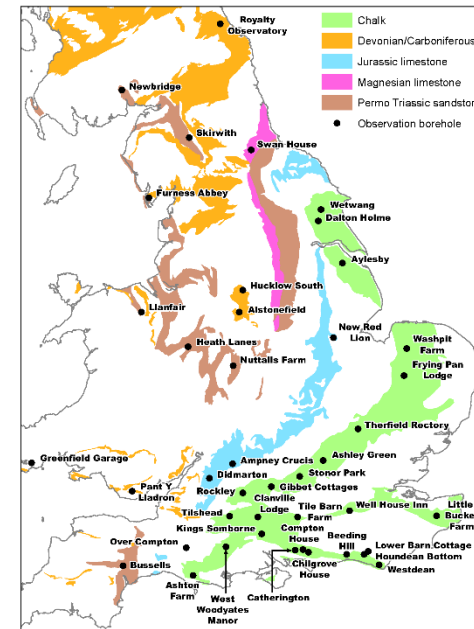 Royalty
Observatory
Chalk
Devonian/Carboniferous
Jurassic limestone
Magnesian limestone
Permo Triassic sandstor
Observation borehole
Newbridge
Skirwith
Swan House
Furness Abbey
Wetwang
Dalton Holme
Aylesby
Hucklow South
Alstonefield
Llanfair
New Red
Lion
Heath Lanes
Nuttalls Farm
Washpit
Farm
Frying Pan
Lodge
Therfield Rectory
Greenfield Garage
Pant Y
Lladron
Ampney Crucis
Didmarton
Rockley
Ashley Green
Stonor Park
Gibbet Cottages
Clanville
Lodge
Tilshead
Tile Barn
Farm
Well House Inn
Little
Bucket
Farm
Kings Somborne
Compton
House
Beeding
Hill
Lower Barn Cottage
Houndean Bottom
Westdean
Over Compton
Bussells
Ashton
Farm
West
Woodyates
Manor
Catherington
Chilgrove
House